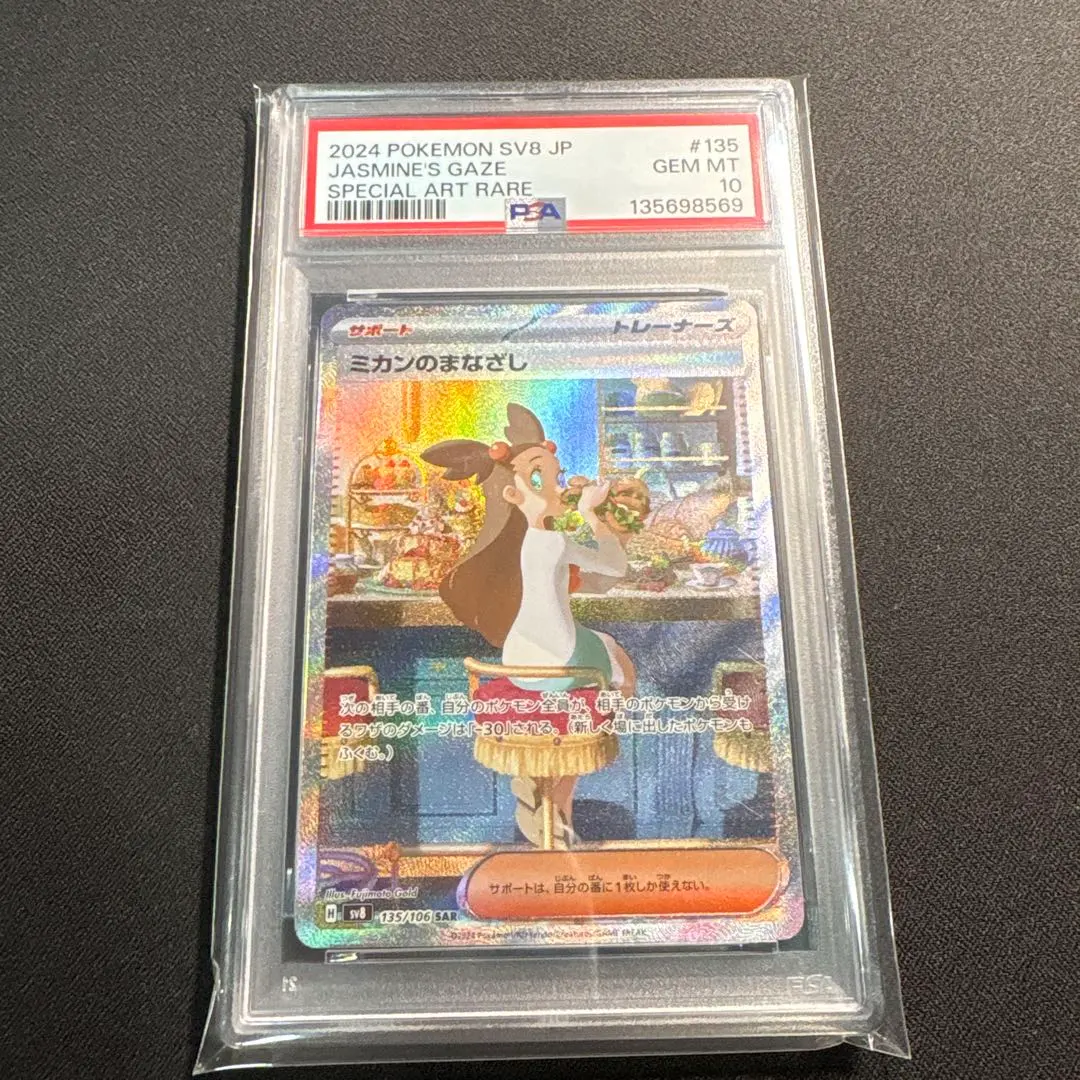 2024 POKEMON SV8 JP #135
JASMINE'S GAZE GEM MT
SPECIAL ART RARE 10
PSA 135698569
サポート トレーナーズ
ミカンのまなざし
次の相手の番、自分のポケモン全員が、相手のポケモンから受け
るワザのダメージは「-30」される。(新しく場に出したポケモンも
ふくむ。)
サポートは、自分の番に1枚しか使えない。
Illus. Fujimoto Gold
H sv8 135/106 SAR
©2024 Pokémon/Nintendo/Creatures/GAME FREAK